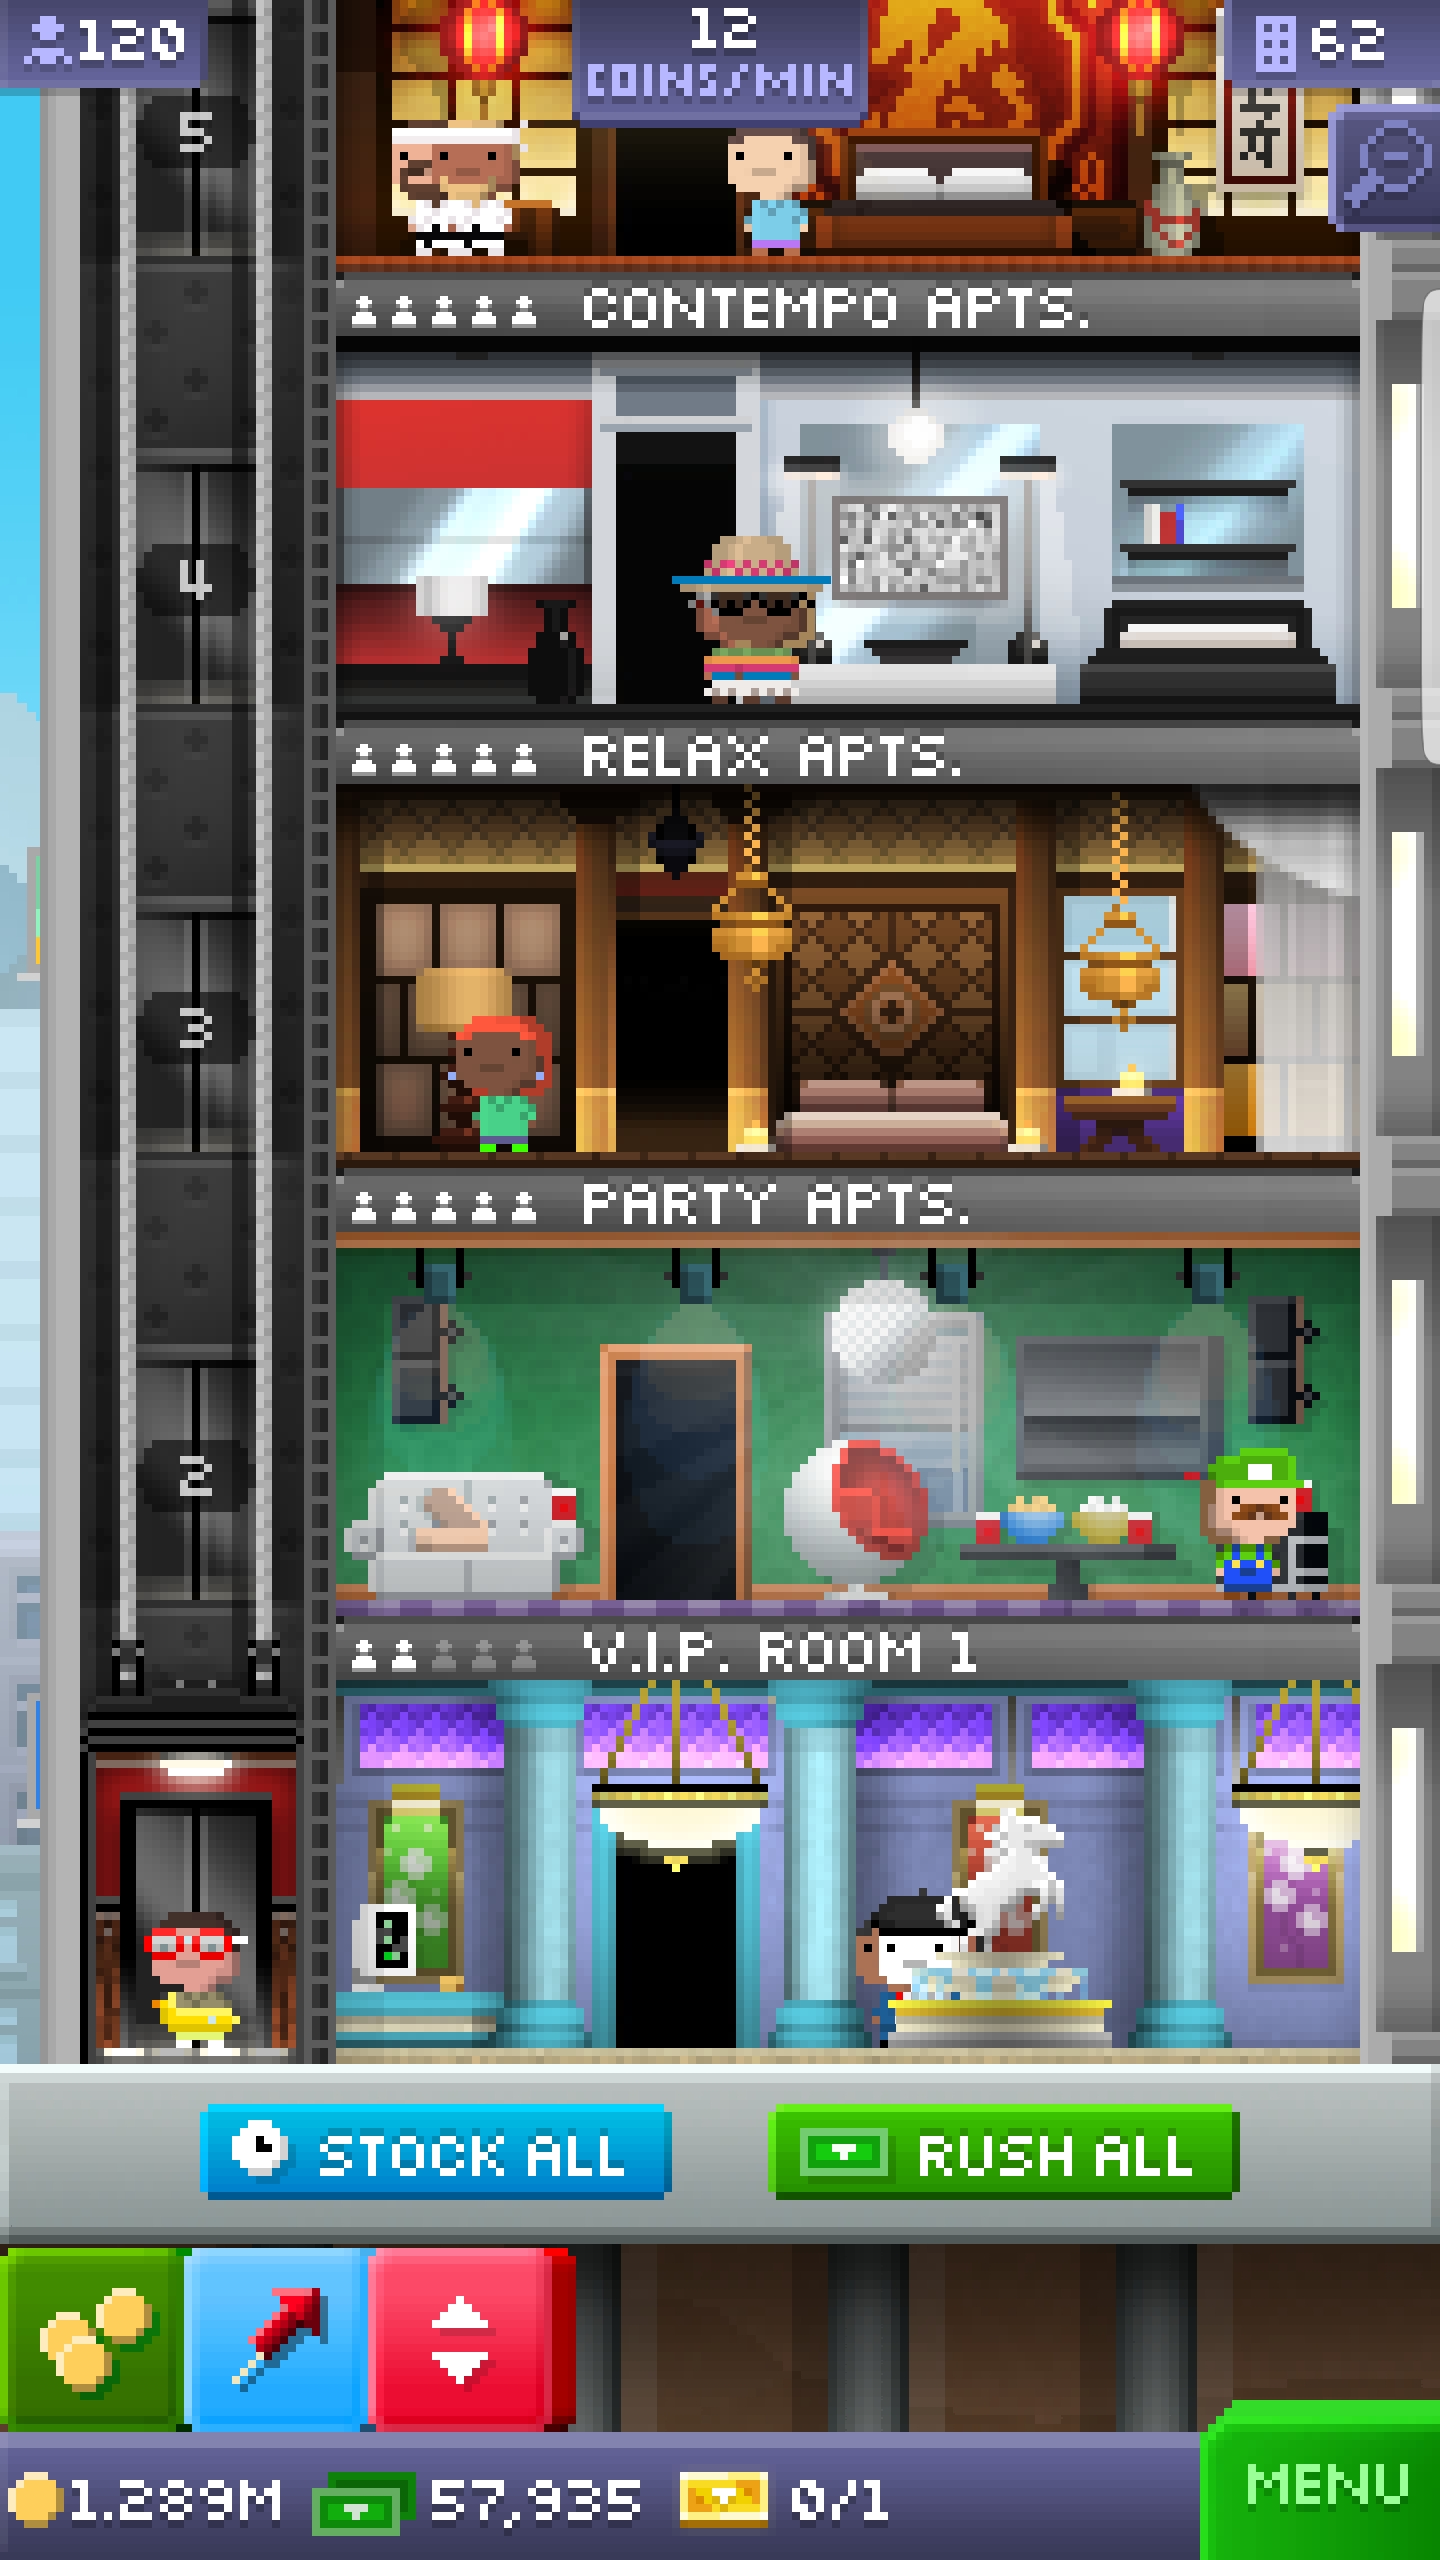 120
12
COINS/MIN
62
5
CONTEMPO APTS.
4
RELAX APTS.
3
PARTY APTS.
2
V.I.P. ROOM 1
STOCK ALL
RUSH ALL
1.289M
57,935
0/1
MENU